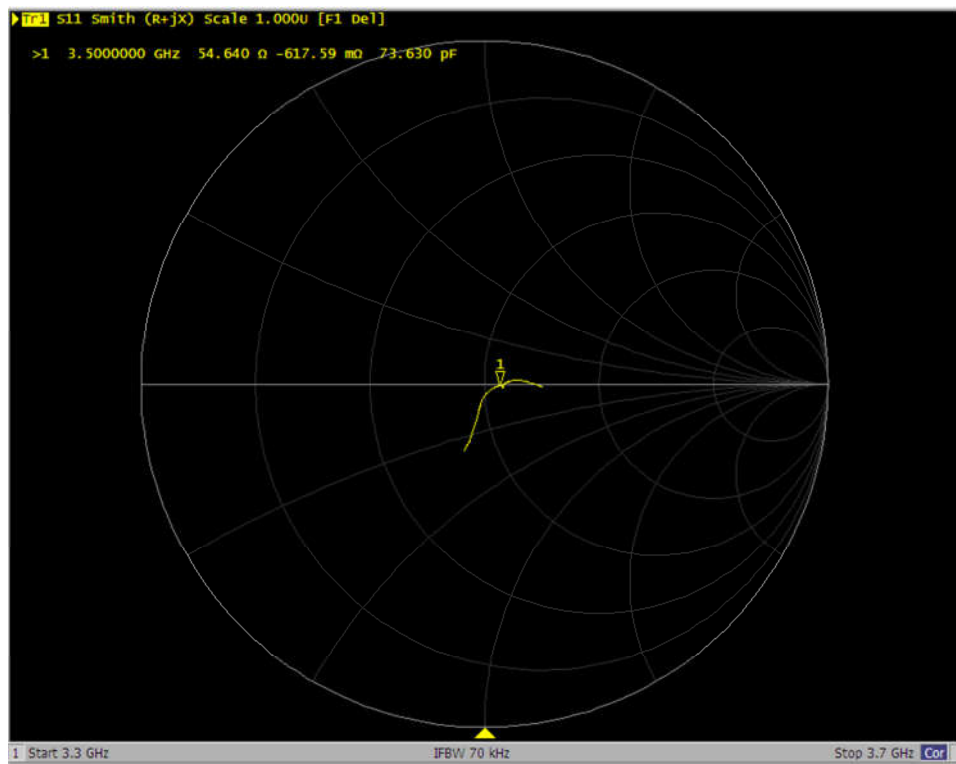 Tr1 S11 Smith (R+jX) Scale 1.000U [F1 Del]
>1 3.5000000 GHz 54.640 Ω -617.59 mΩ 73.630 pF
1
1 Start 3.3 GHz IFBW 70 kHz Stop 3.7 GHz Cor